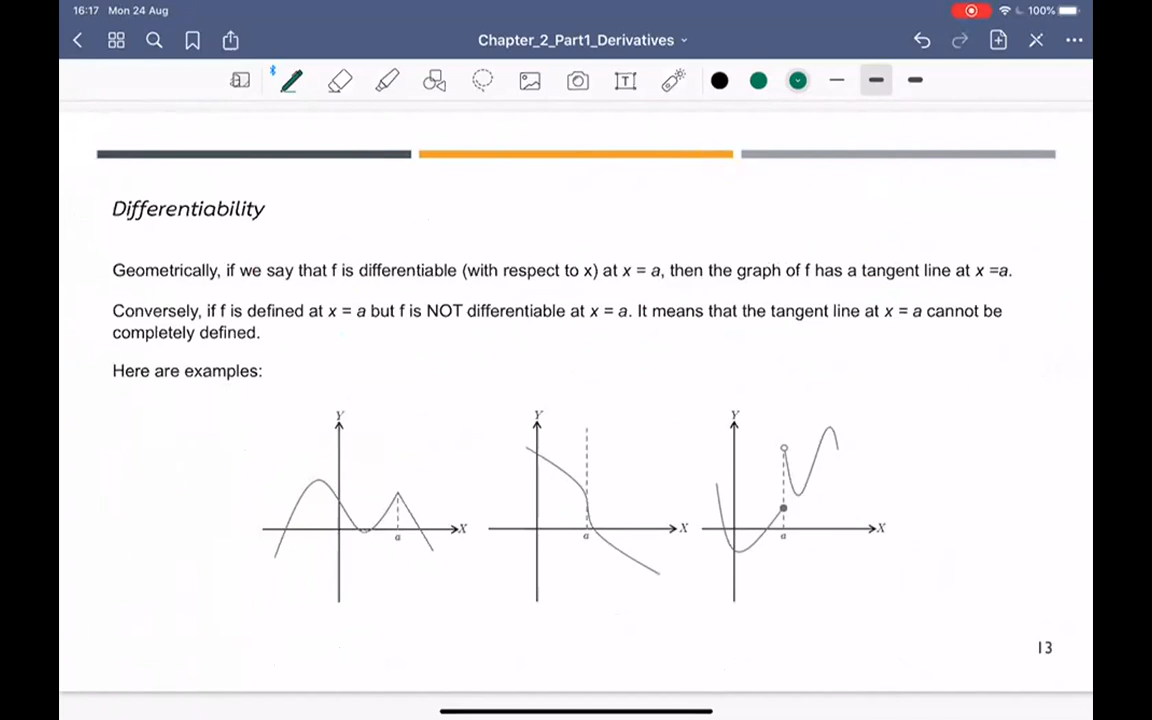 16:17 Mon 24 Aug
100%
Chapter_2_Part1_Derivatives
T
Differentiability
Geometrically, if we say that f is differentiable (with respect to x) at x = a, then the graph of f has a tangent line at x =a.
Conversely, if f is defined at x = a but f is NOT differentiable at x = a. It means that the tangent line at x = a cannot be
completely defined.
Here are examples:
Y Y Y
X X X
a a a
13